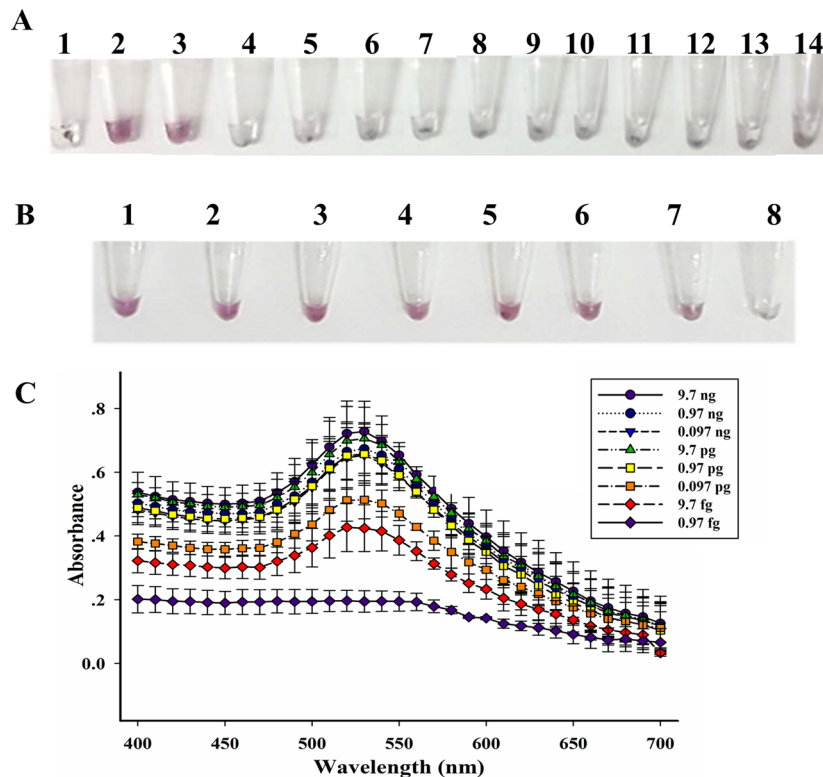 A
1 2 3 4 5 6 7 8 9 10 11 12 13 14
B
1 2 3 4 5 6 7 8
C
.8
.6
.4
.2
0.0
Absorbance
400 450 500 550 600 650 700
Wavelength (nm)
9.7 ng
0.97 ng
0.097 ng
9.7 pg
0.97 pg
0.097 pg
9.7 fg
0.97 fg